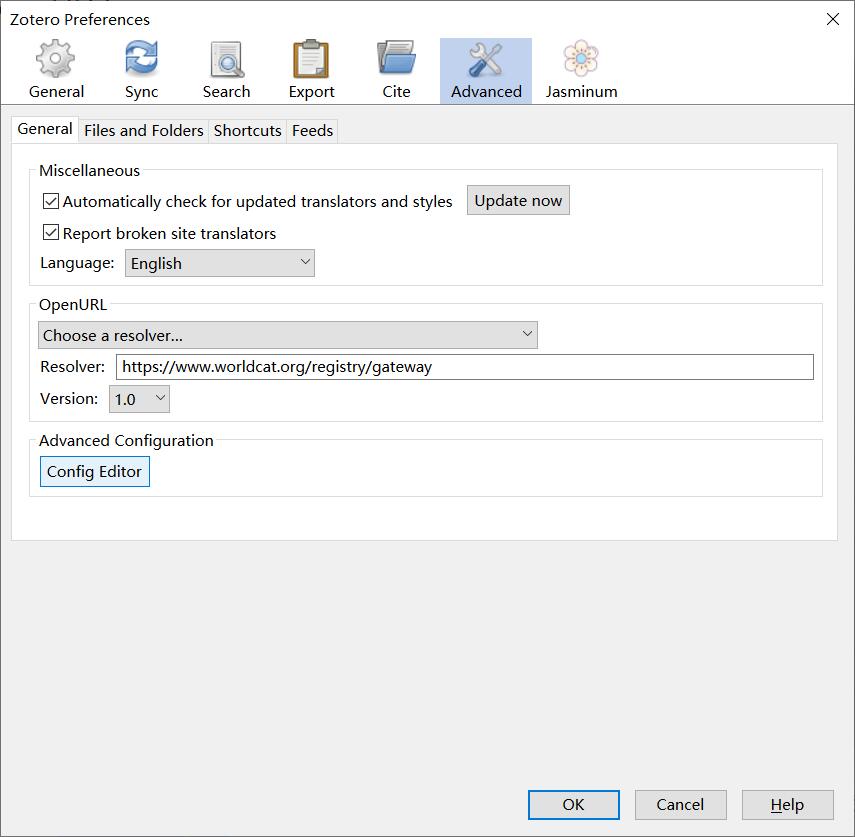 Zotero Preferences
General Sync Search Export Cite Advanced Jasminum
General Files and Folders Shortcuts Feeds
Miscellaneous
Automatically check for updated translators and styles Update now
Report broken site translators
Language: English
OpenURL
Choose a resolver...
Resolver: https://www.worldcat.org/registry/gateway
Version: 1.0
Advanced Configuration
Config Editor
OK Cancel Help